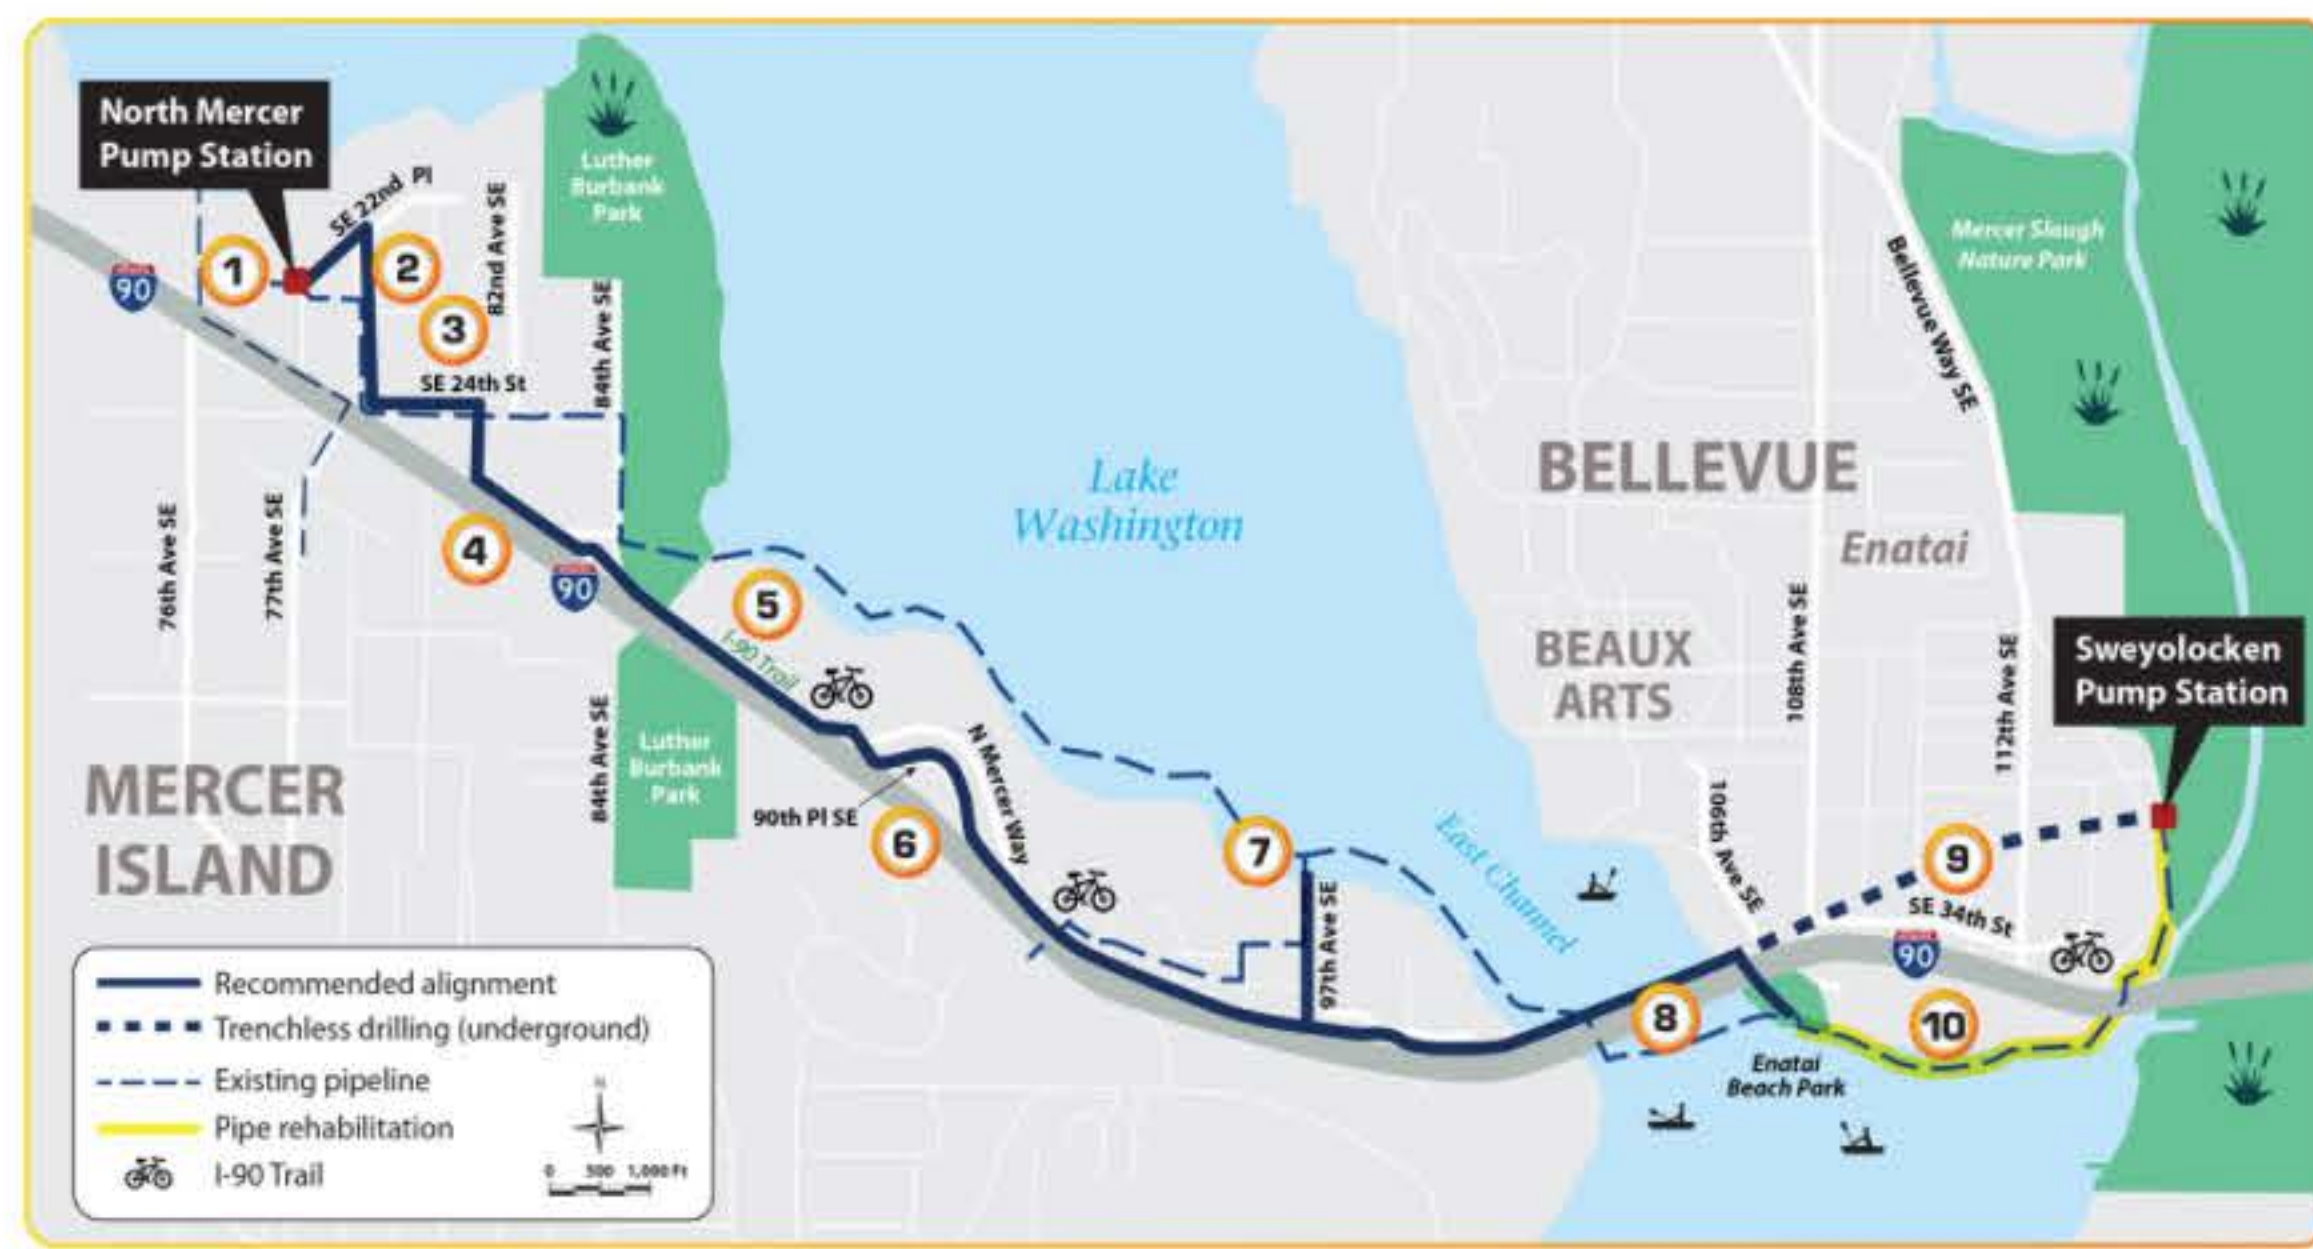 North Mercer
Pump Station
SE 22nd Pl
82nd Ave SE
Luther
Burbank
Park
90
1
2
3
SE 24th St
84th Ave SE
76th Ave SE
77th Ave SE
4
90
5
I-90 Trail
MERCER
ISLAND
84th Ave SE
Luther
Burbank
Park
90th Pl SE
6
N Mercer Way
Lake
Washington
7
97th Ave SE
East Channel
8
BELLEVUE
Enatai
BEAUX
ARTS
Bellevue Way SE
Mercer Slough
Nature Park
108th Ave SE
112th Ave SE
106th Ave SE
Sweyolocken
Pump Station
9
SE 34th St
90
10
Enatai
Beach Park
Recommended alignment
Trenchless drilling (underground)
Existing pipeline
Pipe rehabilitation
I-90 Trail
N
0 500 1,000 Ft